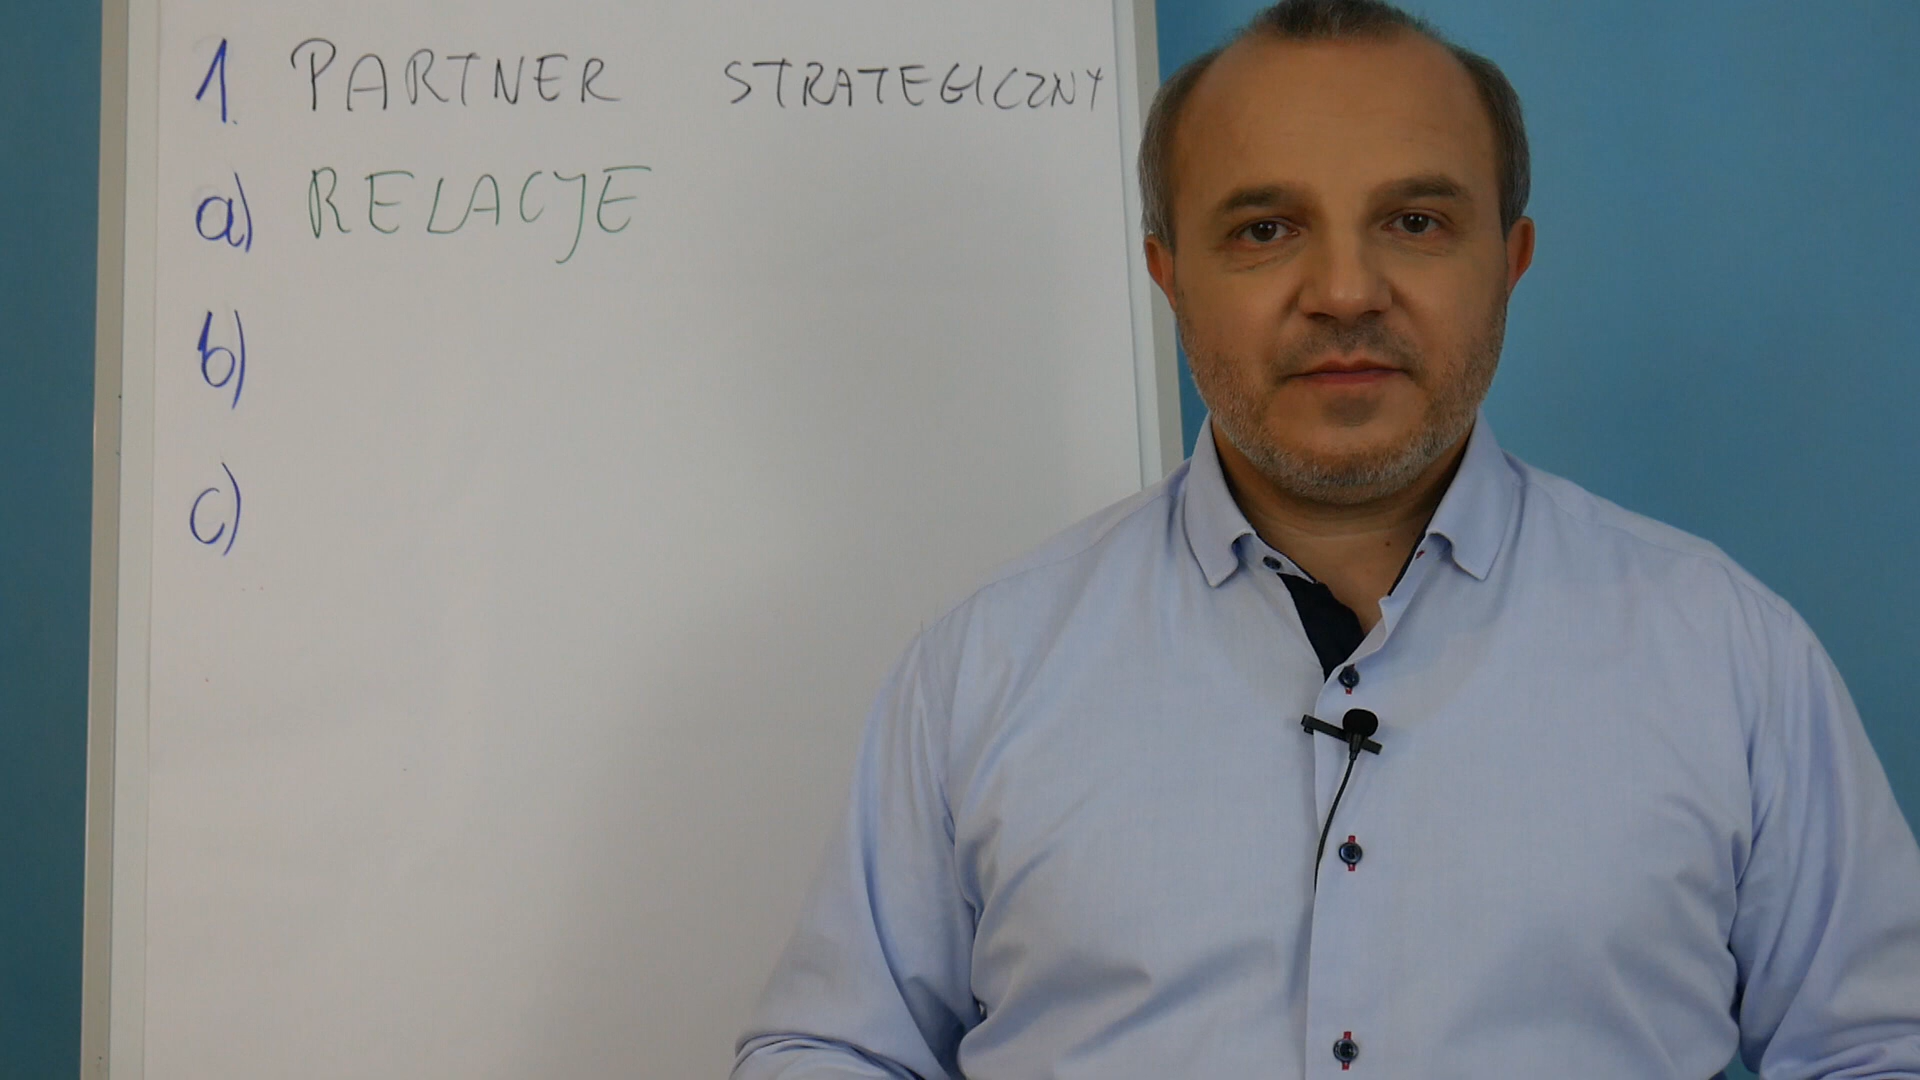 1. PARTNER STRATEGICZNY
a) RELACJE
b)
c)